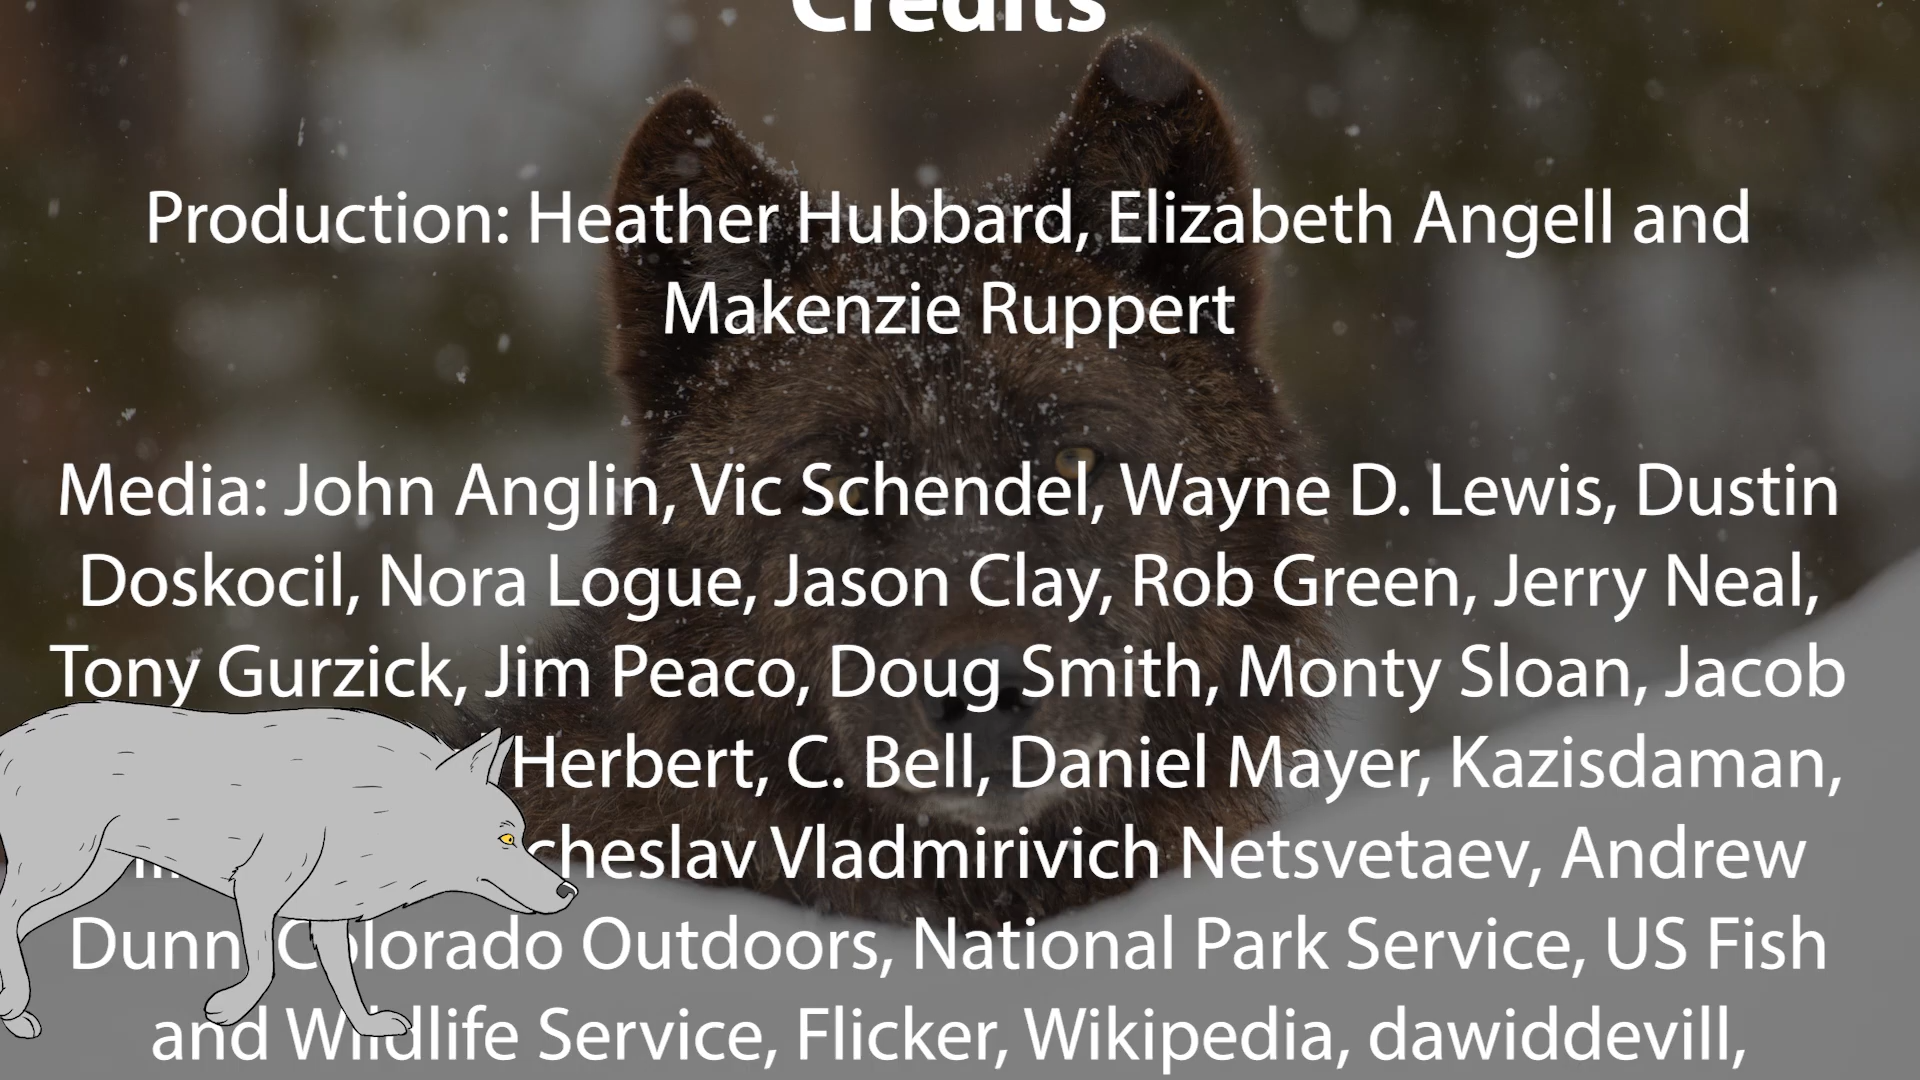 Credits
Production: Heather Hubbard, Elizabeth Angell and
Makenzie Ruppert
Media: John Anglin, Vic Schendel, Wayne D. Lewis, Dustin
Doskocil, Nora Logue, Jason Clay, Rob Green, Jerry Neal,
Tony Gurzick, Jim Peaco, Doug Smith, Monty Sloan, Jacob
Herbert, C. Bell, Daniel Mayer, Kazisdaman,
Vladmirivich Netsvetaev, Andrew
Dunn, Colorado Outdoors, National Park Service, US Fish
and Wildlife Service, Flicker, Wikipedia, dawiddevill,